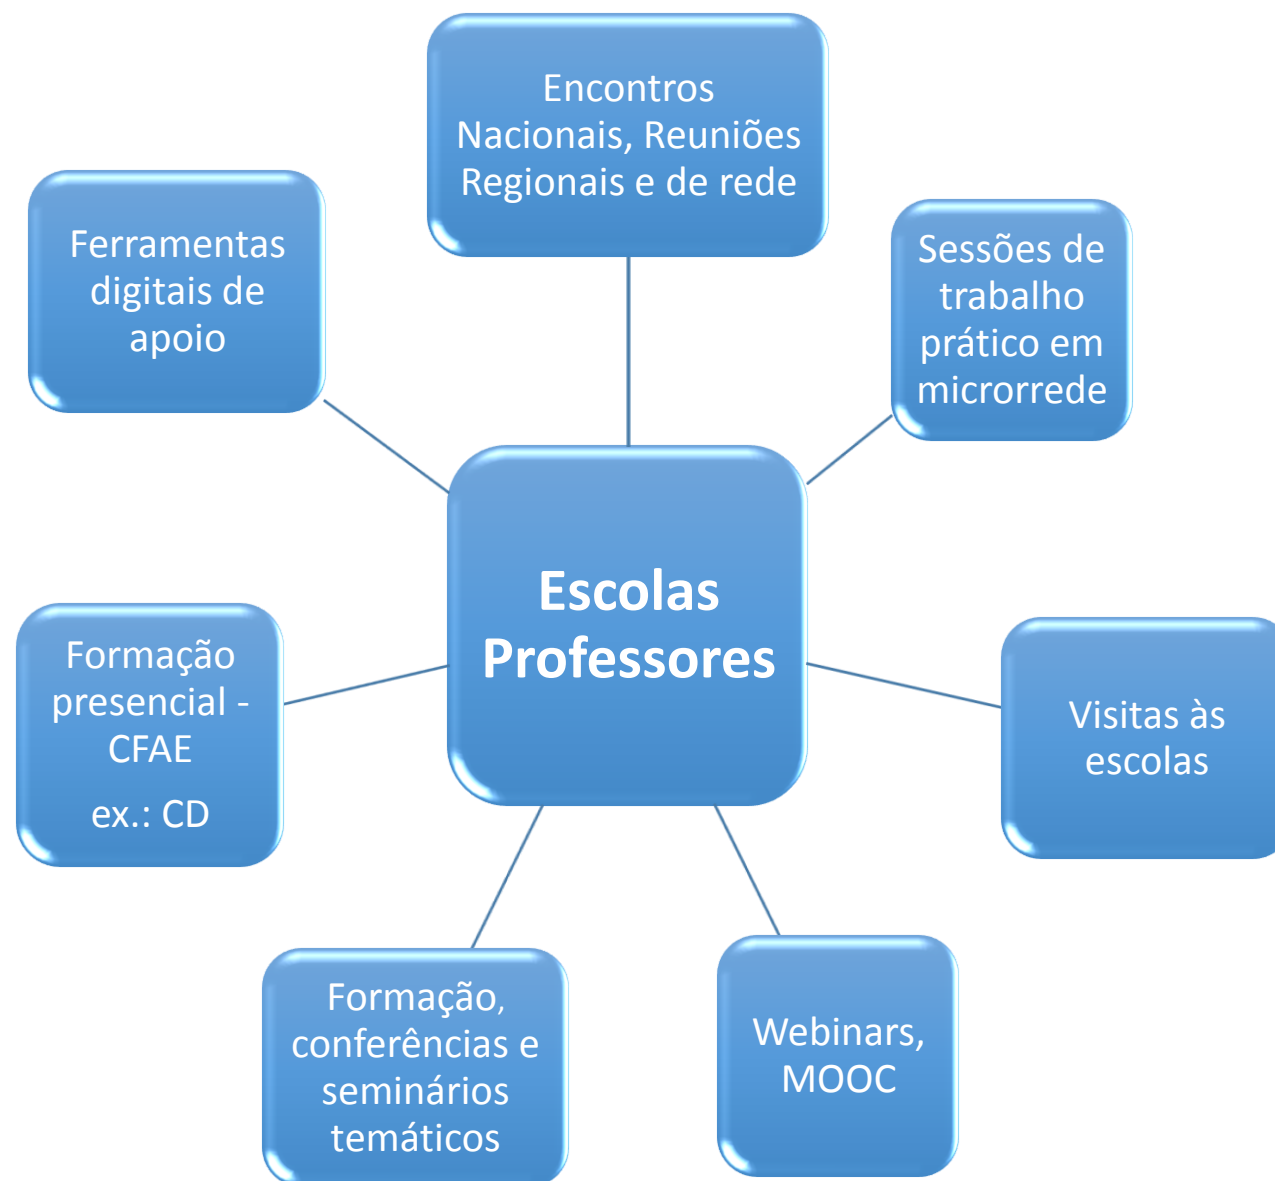 Encontros
Nacionais, Reuniões
Regionais e de rede
Ferramentas
digitais de
apoio
Sessões de
trabalho
prático em
microrrede
Escolas
Professores
Formação
presencial -
CFAE
ex.: CD
Visitas às
escolas
Formação,
conferências e
seminários
temáticos
Webinars,
MOOC